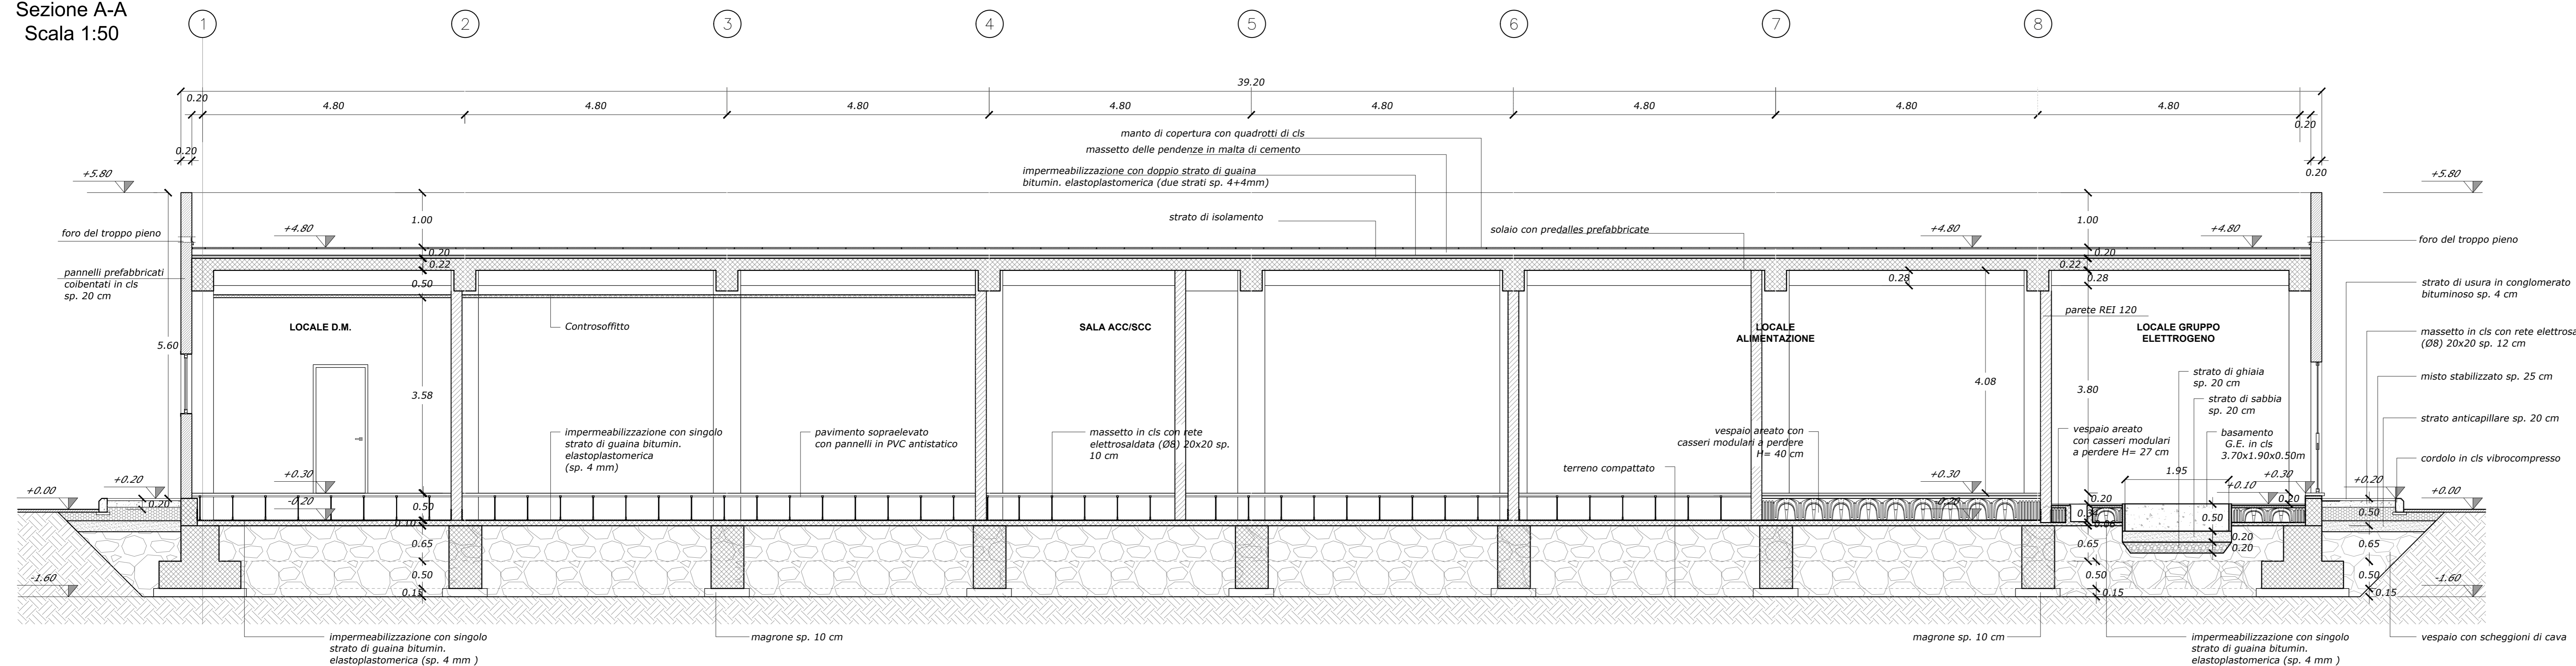 Sezione A-A
Scala 1:50
1
2
3
4
5
6
7
8
39.20
0.20
4.80
4.80
4.80
4.80
4.80
4.80
4.80
4.80
0.20
0.20
0.20
manto di copertura con quadrotti di cls
massetto delle pendenze in malta di cemento
impermeabilizzazione con doppio strato di guaina
bitumin. elastoplastomerica (due strati sp. 4+4mm)
strato di isolamento
solaio con predalles prefabbricate
+5.80
+5.80
1.00
1.00
foro del troppo pieno
+4.80
+4.80
+4.80
foro del troppo pieno
0.20
0.22
0.50
0.20
0.22
0.28
0.28
pannelli prefabbricati
coibentati in cls
sp. 20 cm
strato di usura in conglomerato
bituminoso sp. 4 cm
parete REI 120
LOCALE D.M.
Controsoffitto
SALA ACC/SCC
LOCALE
ALIMENTAZIONE
LOCALE GRUPPO
ELETTROGENO
massetto in cls con rete elettrosa
(Ø8) 20x20 sp. 12 cm
5.60
3.58
4.08
3.80
strato di ghiaia
sp. 20 cm
misto stabilizzato sp. 25 cm
strato di sabbia
sp. 20 cm
strato anticapillare sp. 20 cm
impermeabilizzazione con singolo
strato di guaina bitumin.
elastoplastomerica
(sp. 4 mm)
pavimento sopraelevato
con pannelli in PVC antistatico
massetto in cls con rete
elettrosaldata (Ø8) 20x20 sp.
10 cm
vespaio areato con
casseri modulari a perdere
H= 40 cm
terreno compattato
vespaio areato
con casseri modulari
a perdere H= 27 cm
basamento
G.E. in cls
3.70x1.90x0.50m
cordolo in cls vibrocompresso
1.95
+0.00
+0.20
0.20
+0.30
-0.20
0.50
0.10
0.65
0.50
0.15
-1.60
+0.30
-0.20
0.20
0.34
0.06
0.65
0.50
0.15
0.50
0.20
0.20
+0.10
+0.30
0.20
+0.20
+0.00
0.50
0.65
0.50
0.15
-1.60
impermeabilizzazione con singolo
strato di guaina bitumin.
elastoplastomerica (sp. 4 mm )
magrone sp. 10 cm
magrone sp. 10 cm
impermeabilizzazione con singolo
strato di guaina bitumin.
elastoplastomerica (sp. 4 mm )
vespaio con scheggioni di cava